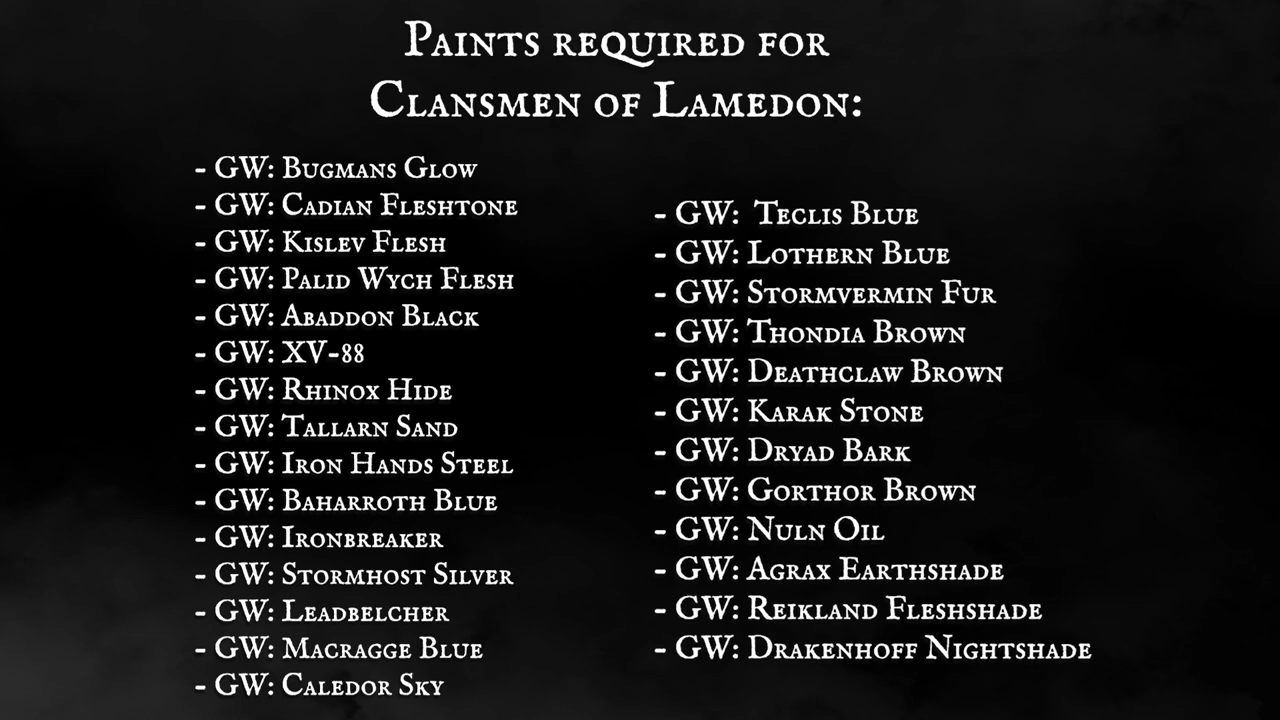 Paints required for
Clansmen of Lamedon:
- GW: Bugmans Glow
- GW: Cadian Fleshtone
- GW: Kislev Flesh
- GW: Palid Wych Flesh
- GW: Abaddon Black
- GW: XV-88
- GW: Rhinox Hide
- GW: Tallarn Sand
- GW: Iron Hands Steel
- GW: Baharroth Blue
- GW: Ironbreaker
- GW: Stormhost Silver
- GW: Leadbelcher
- GW: Macragge Blue
- GW: Caledor Sky
- GW: Teclis Blue
- GW: Lothern Blue
- GW: Stormvermin Fur
- GW: Thondia Brown
- GW: Deathclaw Brown
- GW: Karak Stone
- GW: Dryad Bark
- GW: Gorthor Brown
- GW: Nuln Oil
- GW: Agrax Earthshade
- GW: Reikland Fleshshade
- GW: Drakenhoff Nightshade